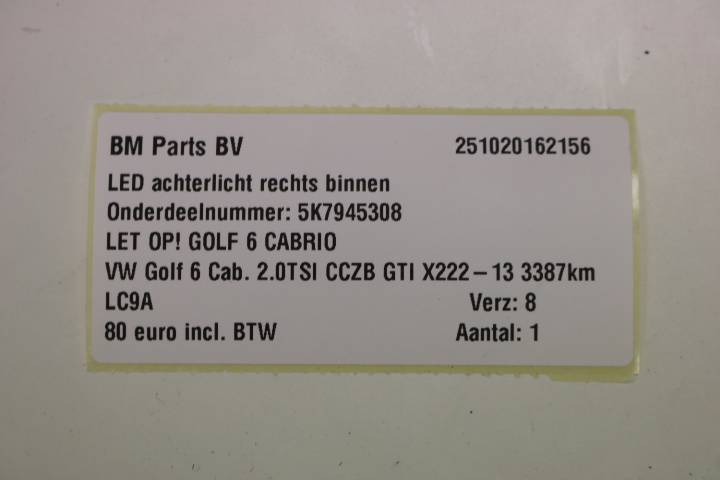 BM Parts BV 251020162156
LED achterlicht rechts binnen
Onderdeelnummer: 5K7945308
LET OP! GOLF 6 CABRIO
VW Golf 6 Cab. 2.0TSI CCZB GTI X222 – 13 3387km
LC9A Verz: 8
80 euro incl. BTW Aantal: 1